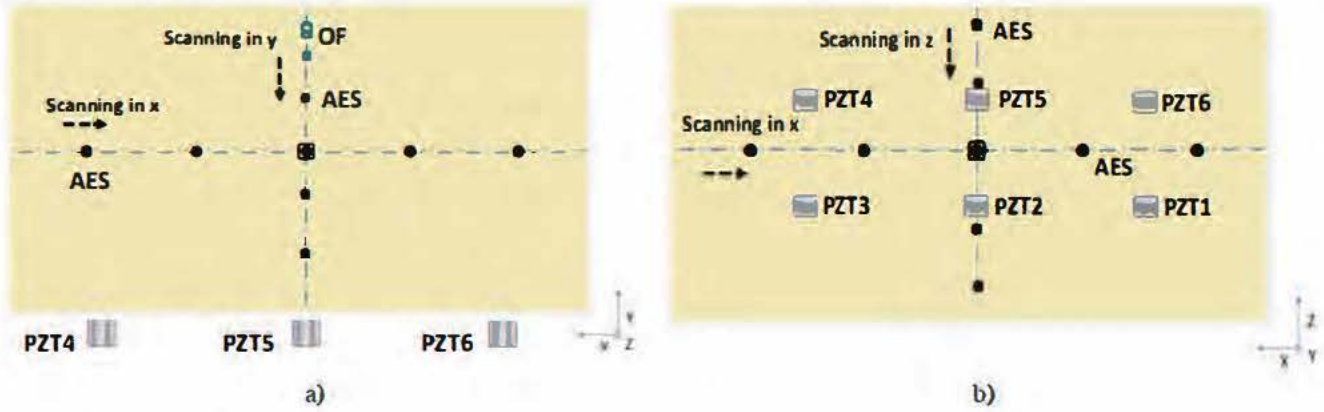 Scanning in y
OF
AES
Scanning in x
AES
PZT4
PZT5
PZT6
Y
Z
a)
AES
Scanning in z
PZT4
PZT5
PZT6
Scanning in x
AES
PZT3
PZT2
PZT1
Z
X
Y
b)